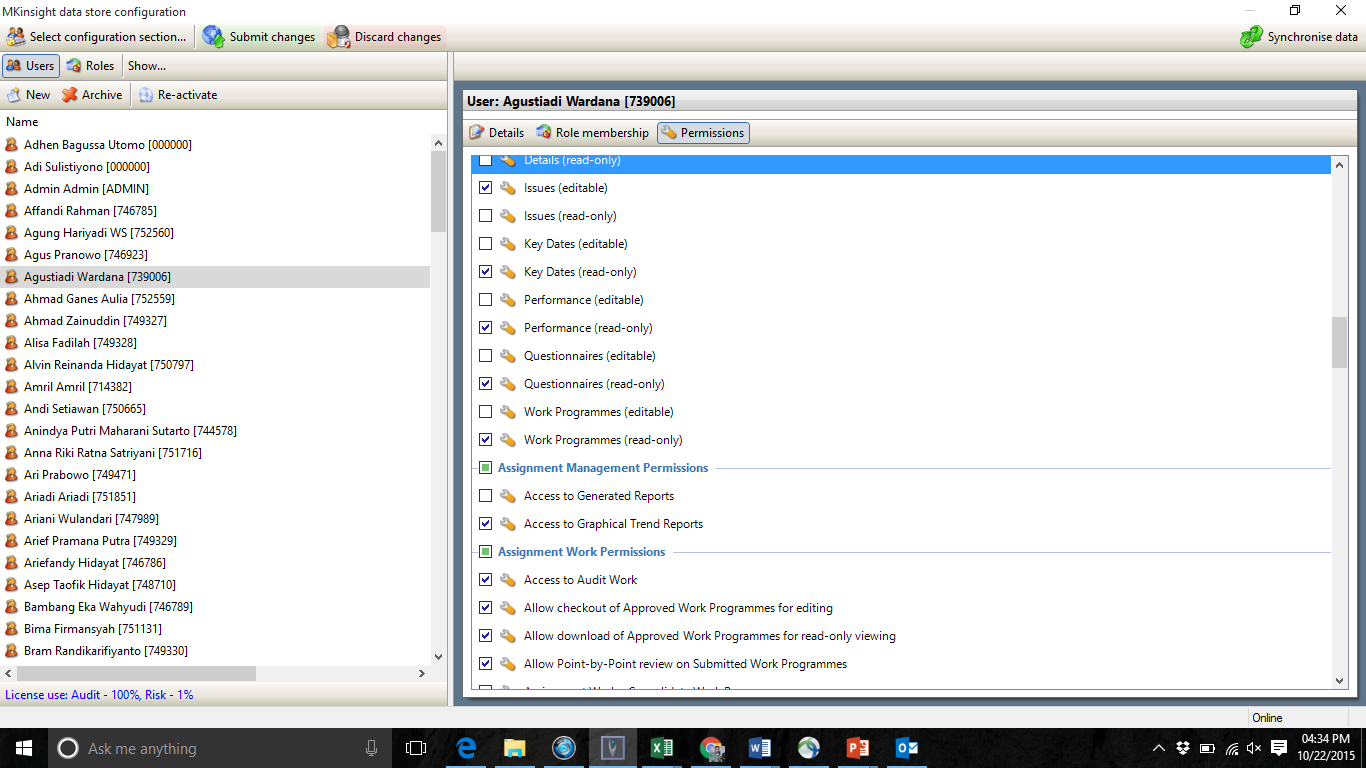 MKinsight data store configuration
Select configuration section... Submit changes Discard changes Synchronise data
Users Roles Show...
New Archive Re-activate
Name
Adhen Bagussa Utomo [000000]
Adi Sulistiyono [000000]
Admin Admin [ADMIN]
Affandi Rahman [746785]
Agung Hariyadi WS [752560]
Agus Pranowo [746923]
Agustiadi Wardana [739006]
Ahmad Ganes Aulia [752559]
Ahmad Zainuddin [749327]
Alisa Fadilah [749328]
Alvin Reinanda Hidayat [750797]
Amril Amril [714382]
Andi Setiawan [750665]
Anindya Putri Maharani Sutarto [744578]
Anna Riki Ratna Satriyani [751716]
Ari Prabowo [749471]
Ariadi Ariadi [751851]
Ariani Wulandari [747989]
Arief Pramana Putra [749329]
Ariefandy Hidayat [746786]
Asep Taofik Hidayat [748710]
Bambang Eka Wahyudi [746789]
Bima Firmansyah [751131]
Bram Randikarifiyanto [749330]
License use: Audit - 100%, Risk - 1%
User: Agustiadi Wardana [739006]
Details Role membership Permissions
Details (read-only)
Issues (editable)
Issues (read-only)
Key Dates (editable)
Key Dates (read-only)
Performance (editable)
Performance (read-only)
Questionnaires (editable)
Questionnaires (read-only)
Work Programmes (editable)
Work Programmes (read-only)
Assignment Management Permissions
Access to Generated Reports
Access to Graphical Trend Reports
Assignment Work Permissions
Access to Audit Work
Allow checkout of Approved Work Programmes for editing
Allow download of Approved Work Programmes for read-only viewing
Allow Point-by-Point review on Submitted Work Programmes
Online
Ask me anything
04:34 PM
10/22/2015